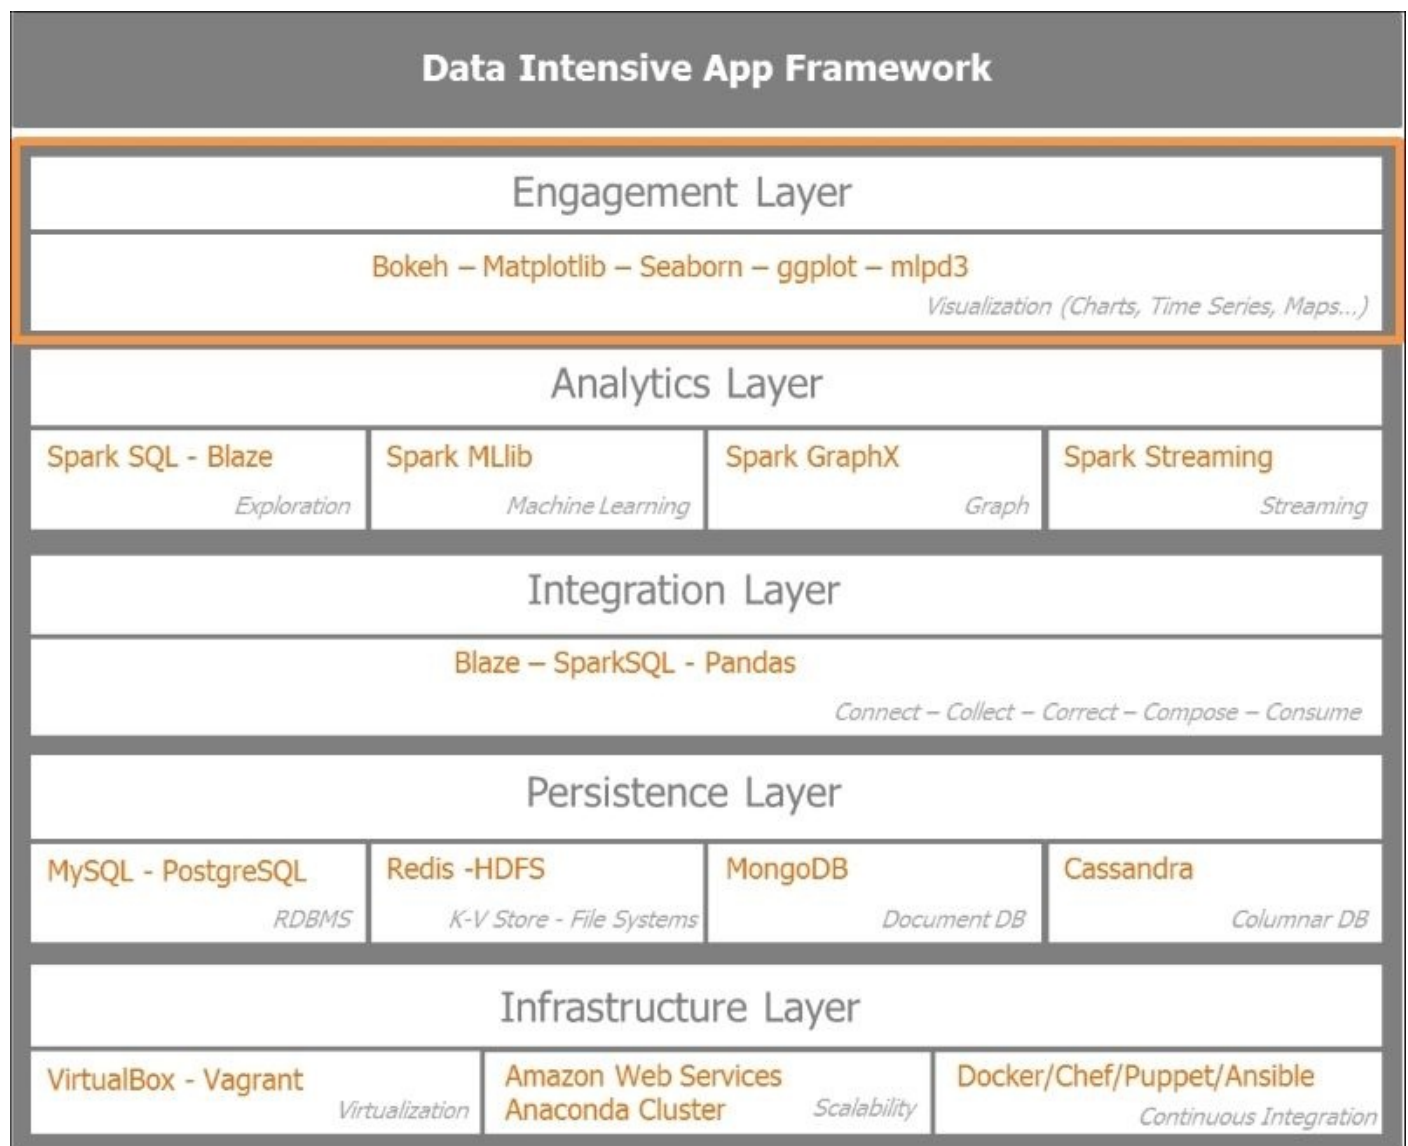 Data Intensive App Framework
Engagement Layer
Bokeh – Matplotlib – Seaborn – ggplot – mlpd3
Visualization (Charts, Time Series, Maps...)
Analytics Layer
Spark SQL - Blaze
Exploration
Spark MLlib
Machine Learning
Spark GraphX
Graph
Spark Streaming
Streaming
Integration Layer
Blaze – SparkSQL - Pandas
Connect – Collect – Correct – Compose – Consume
Persistence Layer
MySQL - PostgreSQL
RDBMS
Redis -HDFS
K-V Store - File Systems
MongoDB
Document DB
Cassandra
Columnar DB
Infrastructure Layer
VirtualBox - Vagrant
Virtualization
Amazon Web Services
Anaconda Cluster
Scalability
Docker/Chef/Puppet/Ansible
Continuous Integration